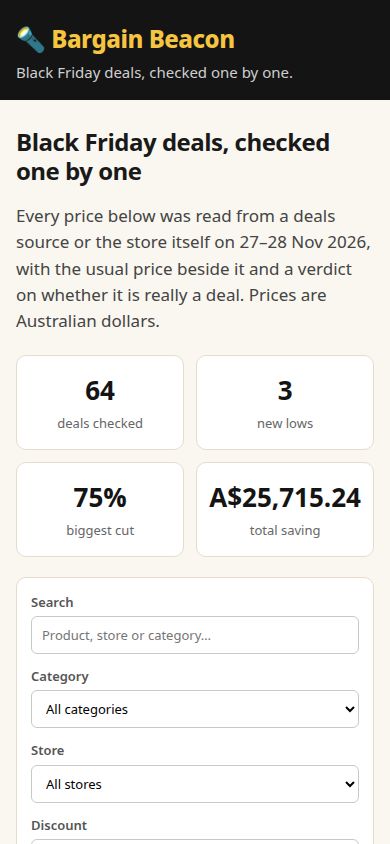 Bargain Beacon
Black Friday deals, checked one by one.
Black Friday deals, checked
one by one
Every price below was read from a deals
source or the store itself on 27–28 Nov 2026,
with the usual price beside it and a verdict
on whether it is really a deal. Prices are
Australian dollars.
64
deals checked
3
new lows
75%
biggest cut
A$25,715.24
total saving
Search
Product, store or category...
Category
All categories
Store
All stores
Discount